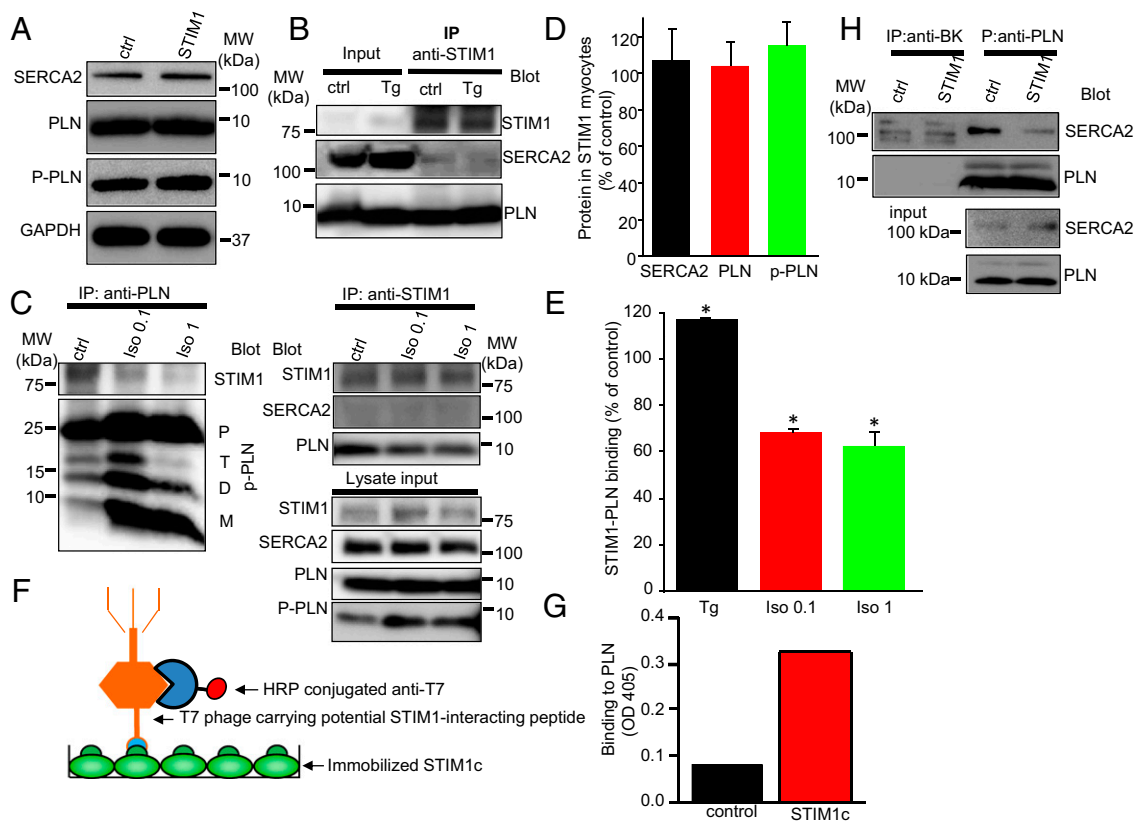 A
ctrl
STIM1
MW
(kDa)
SERCA2
100
PLN
10
P-PLN
10
GAPDH
37
B
IP
Input
anti-STIM1
MW
(kDa)
ctrl
Tg
ctrl
Tg
Blot
75
STIM1
100
SERCA2
10
PLN
C
IP: anti-PLN
MW
(kDa)
ctrl
Iso 0.1
Iso 1
Blot
75
STIM1
25
15
10
P
T
D
M
p-PLN
IP: anti-STIM1
Blot
ctrl
Iso 0.1
Iso 1
MW
(kDa)
STIM1
75
SERCA2
100
PLN
10
Lysate input
STIM1
75
SERCA2
100
PLN
10
P-PLN
10
D
Protein in STIM1 myocytes
(% of control)
120
100
80
60
40
20
0
SERCA2
PLN
p-PLN
E
STIM1-PLN binding (% of control)
120
100
80
60
40
20
0
*
*
*
Tg
Iso 0.1
Iso 1
F
HRP conjugated anti-T7
T7 phage carrying potential STIM1-interacting peptide
Immobilized STIM1c
G
Binding to PLN
(OD 405)
0.4
0.3
0.2
0.1
0.0
control
STIM1c
H
IP:anti-BK
P:anti-PLN
MW
(kDa)
ctrl
STIM1
ctrl
STIM1
Blot
100
SERCA2
10
PLN
input
100 kDa
SERCA2
10 kDa
PLN